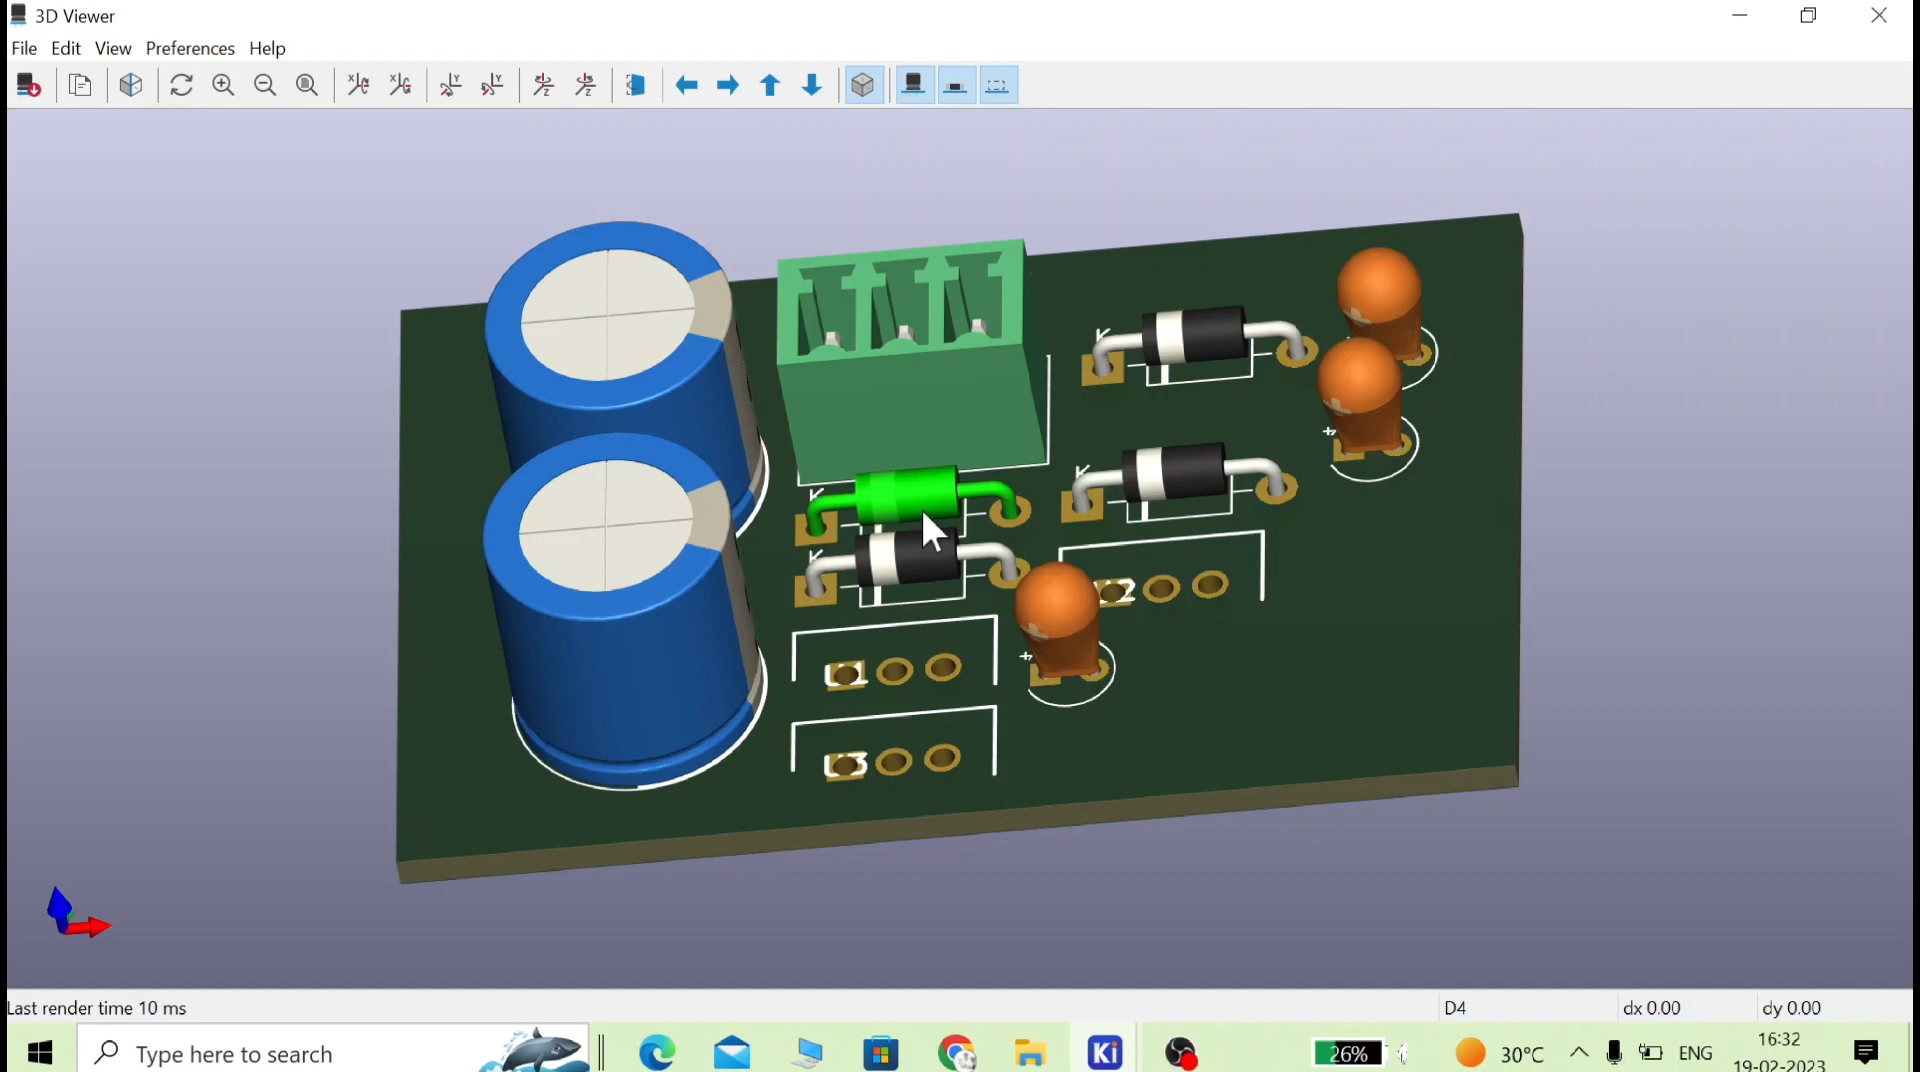 3D Viewer
File Edit View Preferences Help
K
K
K
K
+
+
Last render time 10 ms
D4
dx 0.00
dy 0.00
Type here to search
Ki
26%
30°C
ENG
16:32
19-02-2023